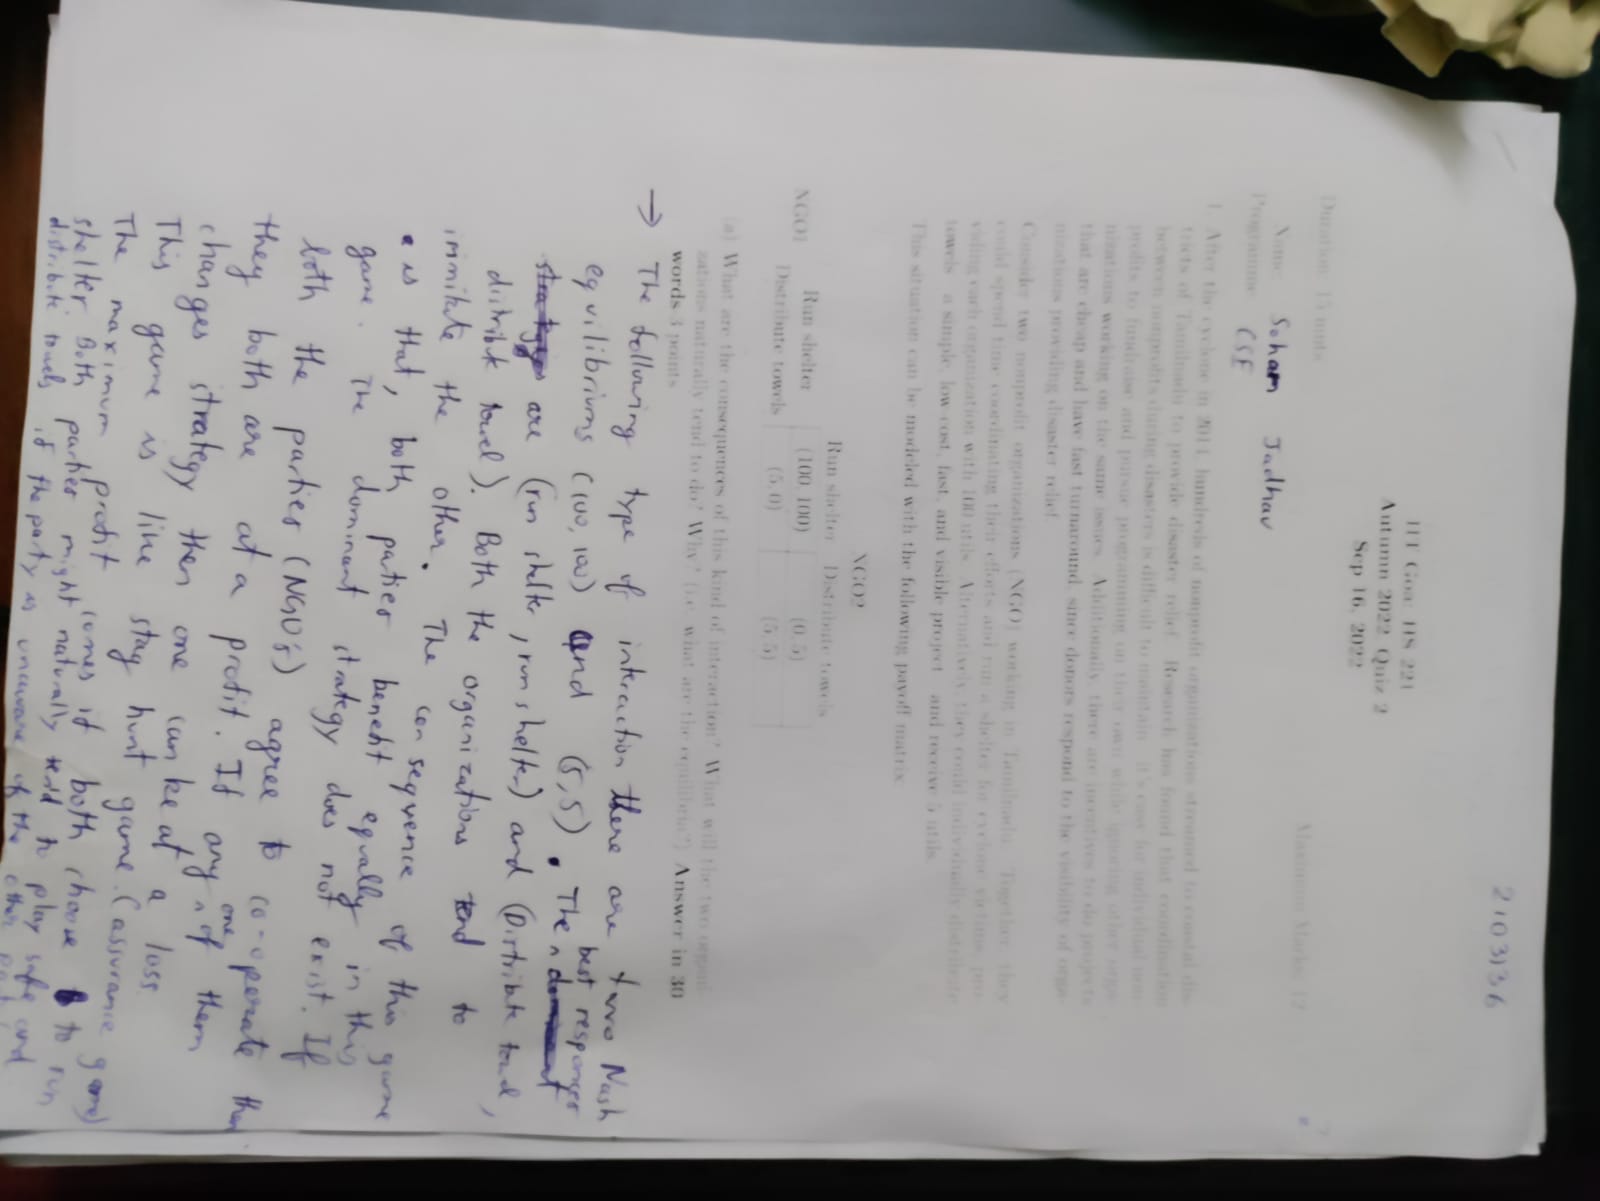 2103136
IIT Goa: HS 221
Autumn 2022 Quiz 2
Sep 16, 2022
Duration: 15 mnts
Maximum Marks: 12
Name: Soham Jadhav
Programme: CSE
1. After the cyclone in 2014, hundreds of nonprofit organizations streamed to coastal dis-
tricts of Tamilnadu to provide disaster relief. Research has found that coordination
between nonprofits during disasters is difficult to maintain - it's easy for individual non-
profits to fundraise and pursue programming on their own while ignoring other orga-
nizations working on the same issues. Additionally, there are incentives to do projects
that are cheap and have fast turnaround, since donors respond to the visibility of orga-
nizations providing disaster relief.
Consider two nonprofit organizations (NGO) working in Tamilnadu. Together, they
could spend time coordinating their efforts and run a shelter for cyclone victims, pro-
viding each organization with 100 utils. Alternatively, they could individually distribute
towels - a simple, low-cost, fast, and visible project - and receive 5 utils.
This situation can be modeled with the following payoff matrix:
NGO2
Run shelter Distribute towels
NGO1 Run shelter (100, 100) (0, 5)
Distribute towels (5, 0) (5, 5)
(a) What are the consequences of this kind of interaction? What will the two organi-
zations naturally tend to do? Why? (i.e. what are the equilibria?) Answer in 30
words 3 points
→ The following type of interaction there are two Nash
equilibriums (100, 100) and (5,5). The best responses
are (run shelter, run shelter) and (Distribute towel,
distribute towel). Both the organizations tend to
immitate the other. The consequence of this game
is that, both parties benefit equally in this
game. The dominant strategy does not exist. If
both the parties (NGO's) agree to co-operate then
they both are at a profit. If any one of them
changes strategy then one can be at a loss.
This game is like stag hunt game. (assurance game)
The maximum profit comes if both choose to run
shelter. Both parties might naturally tend to play safe and
distribute towels if the party is unaware of the other